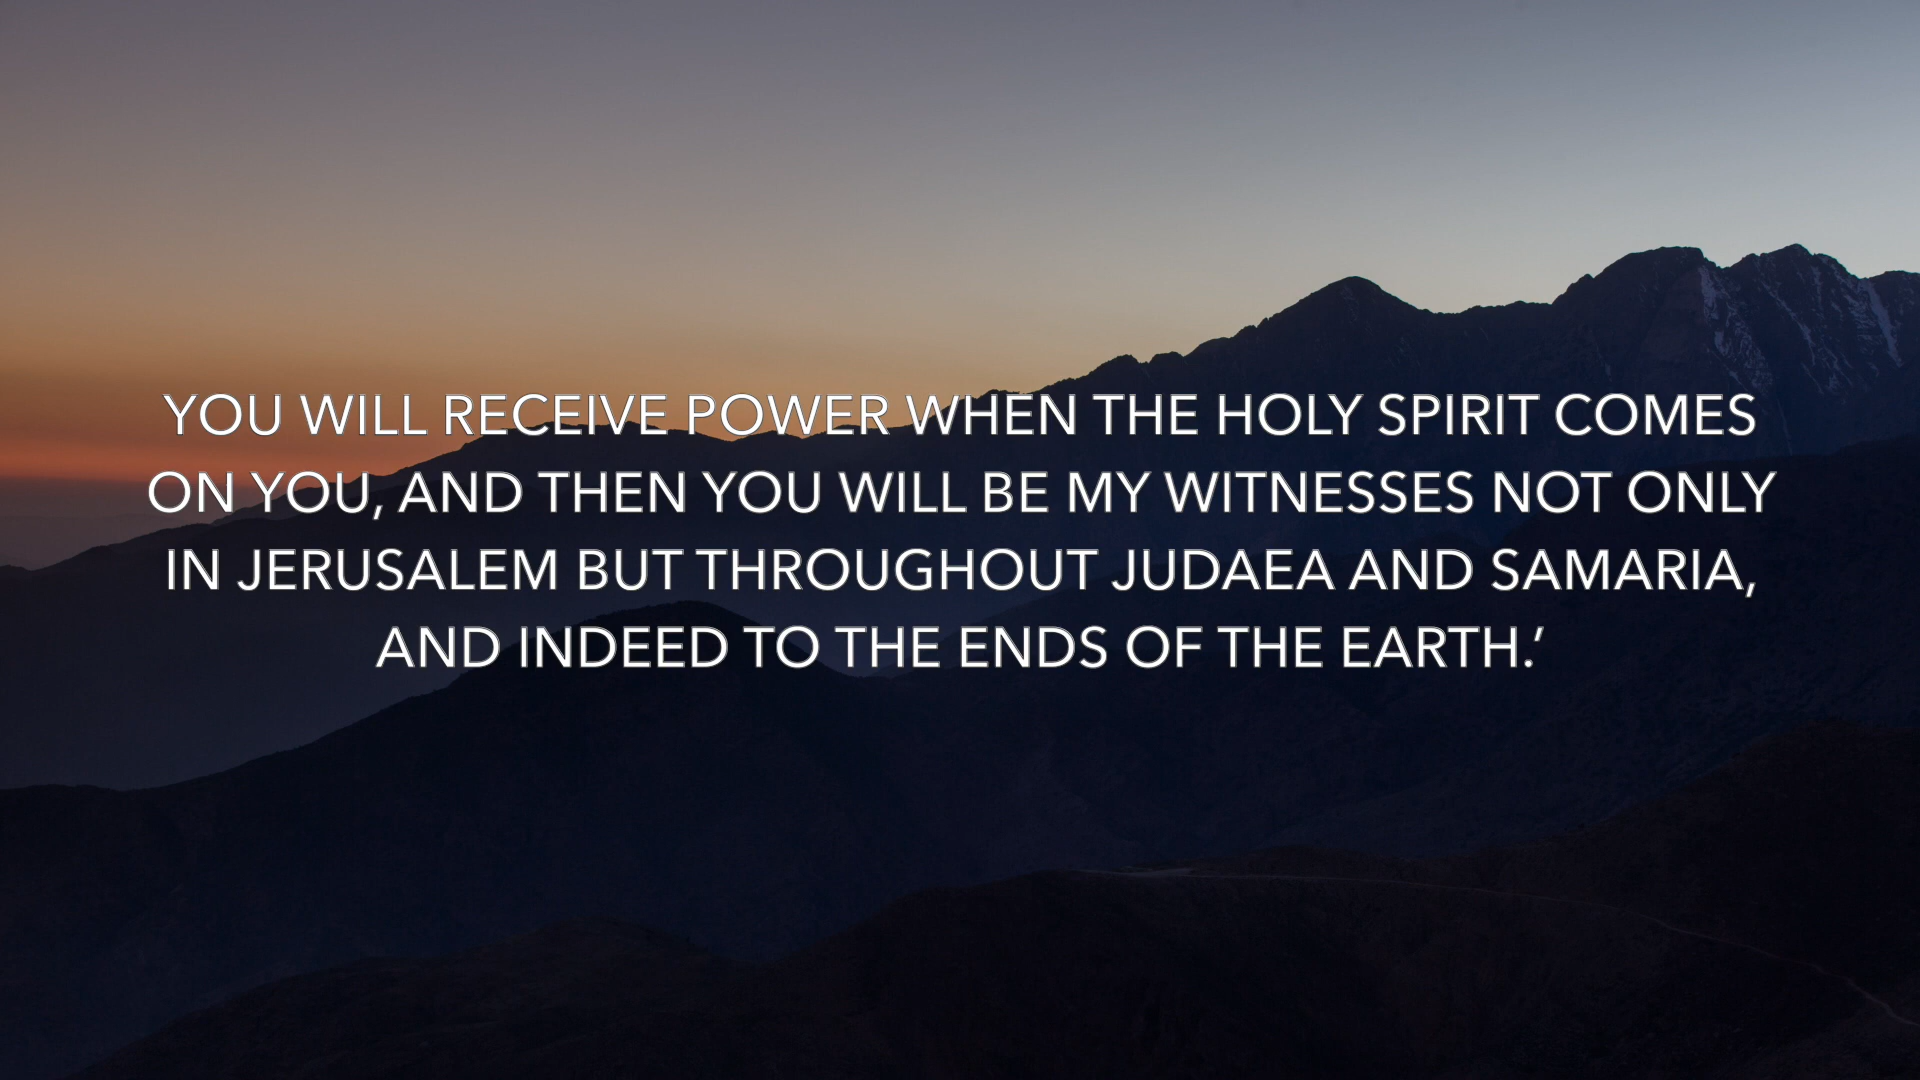 YOU WILL RECEIVE POWER WHEN THE HOLY SPIRIT COMES
ON YOU, AND THEN YOU WILL BE MY WITNESSES NOT ONLY
IN JERUSALEM BUT THROUGHOUT JUDAEA AND SAMARIA,
AND INDEED TO THE ENDS OF THE EARTH.’